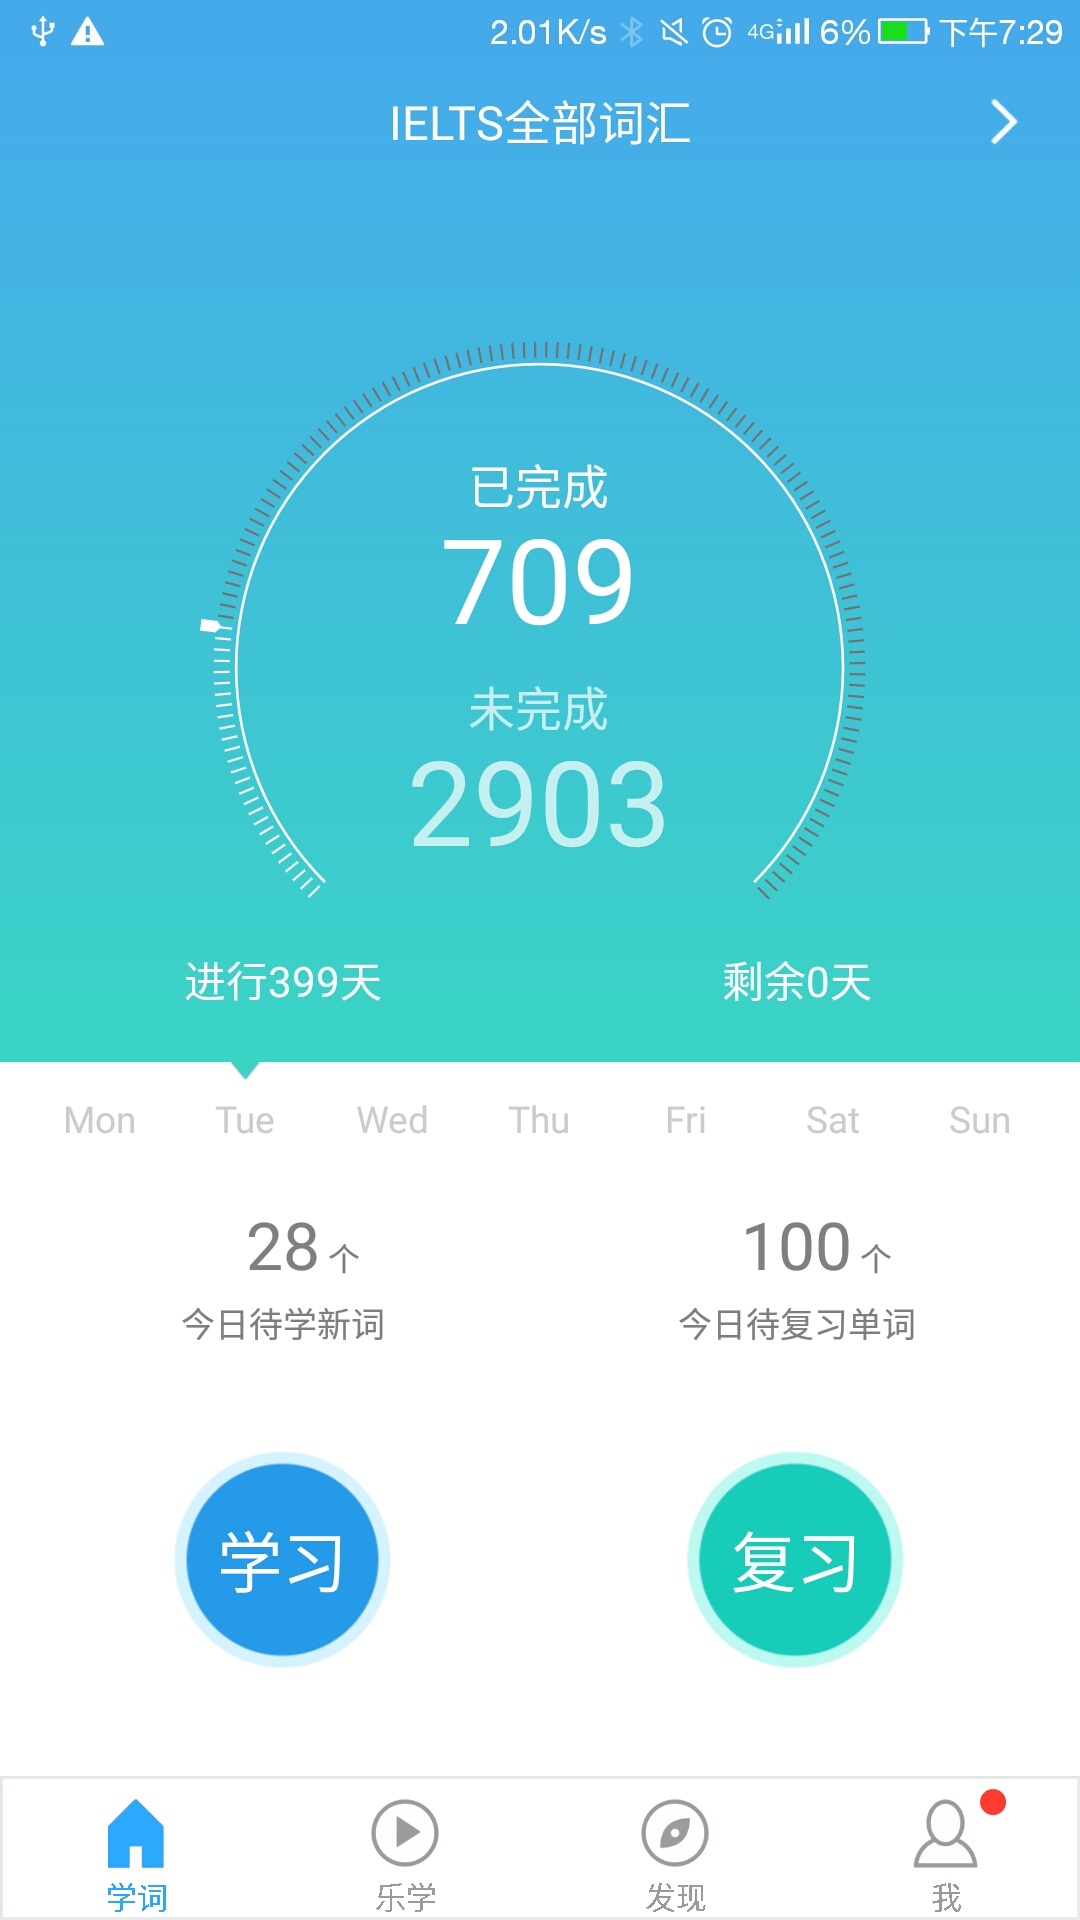 2.01K/s 4G 6% 下午7:29
IELTS全部词汇
已完成
709
未完成
2903
进行399天 剩余0天
Mon Tue Wed Thu Fri Sat Sun
28个 100个
今日待学新词 今日待复习单词
学习 复习
学词 乐学 发现 我